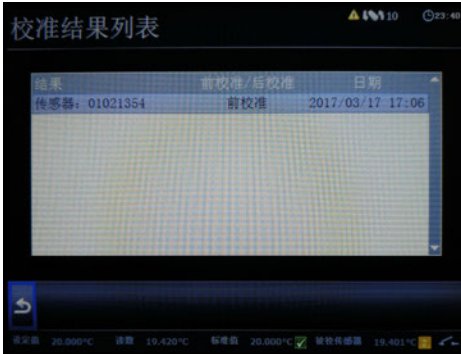 校准结果列表
10 23:40
结果 前校准/后校准 日期
传感器：01021354 前校准 2017/03/17 17:06
设定值 20.000°C 读数 19.420°C 标准值 20.000°C 被检传感器 19.401°C